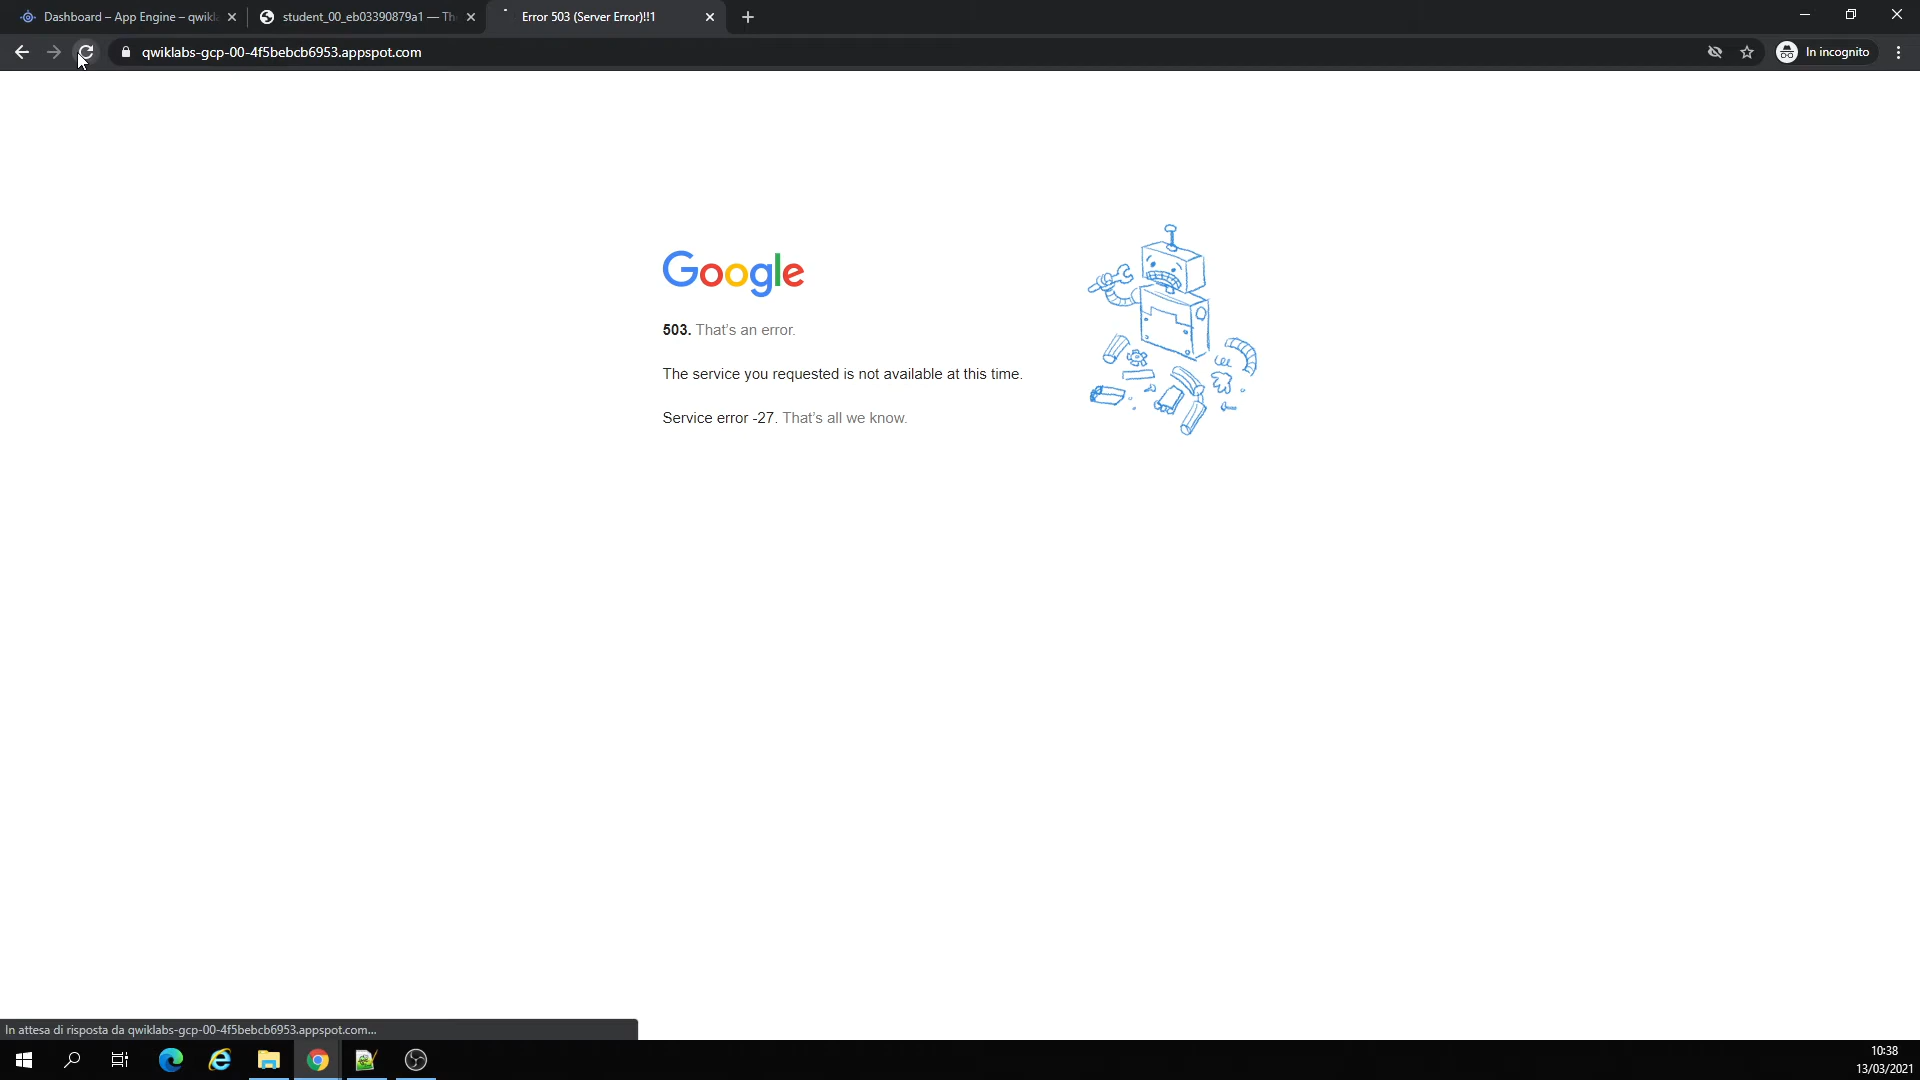 Dashboard – App Engine – qwikl
student_00_eb03390879a1 — Th
Error 503 (Server Error)!!1
qwiklabs-gcp-00-4f5bebcb6953.appspot.com
In incognito
Google
503. That's an error.
The service you requested is not available at this time.
Service error -27. That's all we know.
In attesa di risposta da qwiklabs-gcp-00-4f5bebcb6953.appspot.com...
10:38
13/03/2021